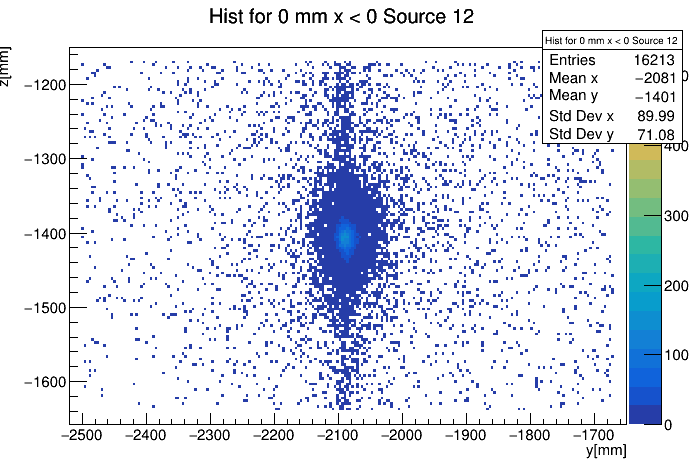 Hist for 0 mm x < 0 Source 12
z[mm]
Hist for 0 mm x < 0 Source 12
Entries 16213
Mean x −2081
Mean y −1401
Std Dev x 89.99
Std Dev y 71.08
−1200
−1300
−1400
−1500
−1600
400
300
200
100
0
−2500 −2400 −2300 −2200 −2100 −2000 −1900 −1800 −1700
y[mm]